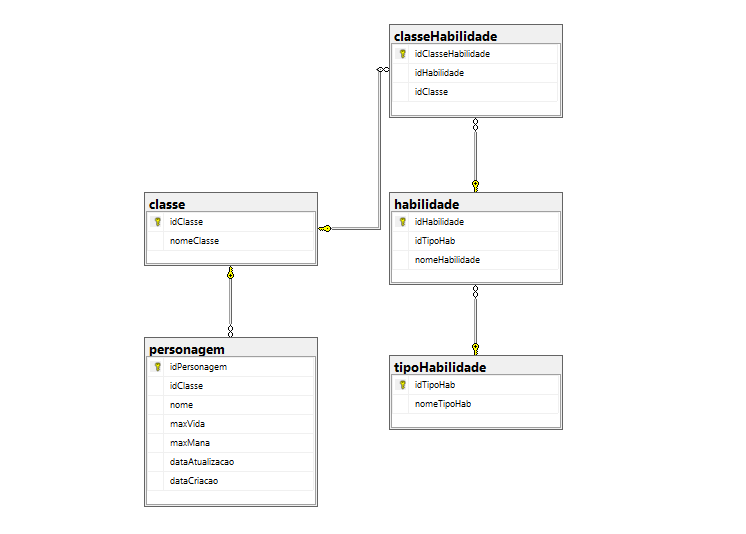 classeHabilidade
idClasseHabilidade
idHabilidade
idClasse
classe
idClasse
nomeClasse
habilidade
idHabilidade
idTipoHab
nomeHabilidade
personagem
idPersonagem
idClasse
nome
maxVida
maxMana
dataAtualizacao
dataCriacao
tipoHabilidade
idTipoHab
nomeTipoHab